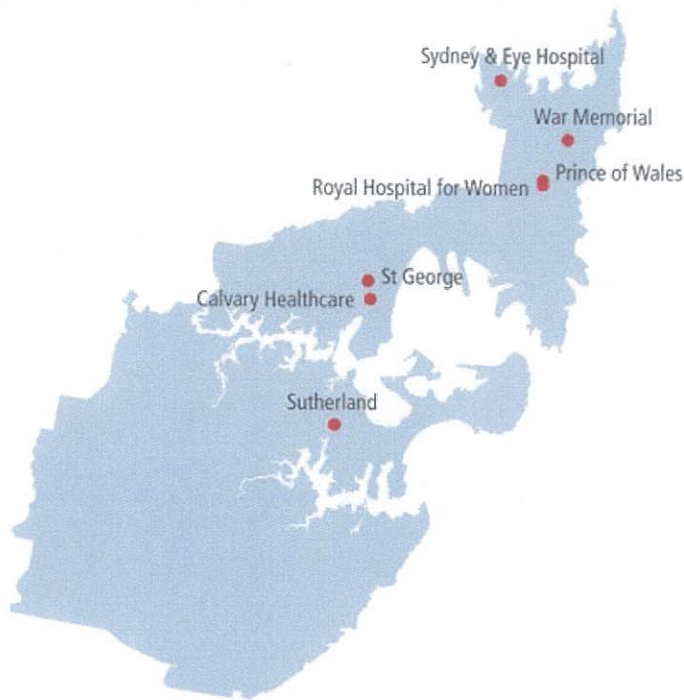 Sydney & Eye Hospital
War Memorial
Prince of Wales
Royal Hospital for Women
St George
Calvary Healthcare
Sutherland